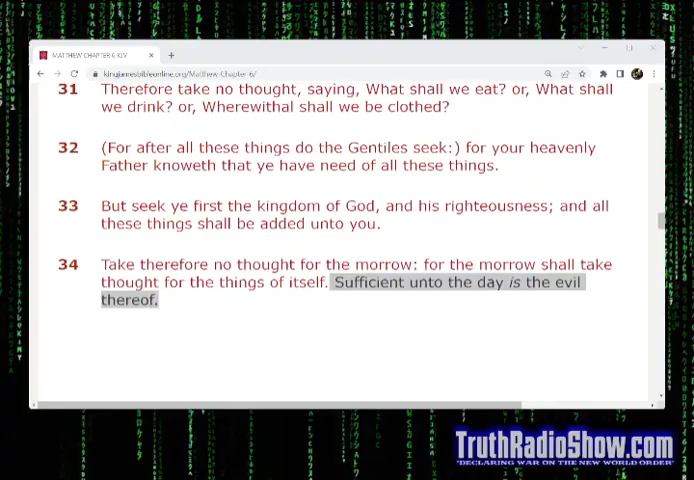 MATTHEW CHAPTER 6 KJV
kingjamesbibleonline.org/Matthew-Chapter-6/
31 Therefore take no thought, saying, What shall we eat? or, What shall
we drink? or, Wherewithal shall we be clothed?
32 (For after all these things do the Gentiles seek:) for your heavenly
Father knoweth that ye have need of all these things.
33 But seek ye first the kingdom of God, and his righteousness; and all
these things shall be added unto you.
34 Take therefore no thought for the morrow: for the morrow shall take
thought for the things of itself. Sufficient unto the day is the evil
thereof.
TruthRadioShow.com
"DECLARING WAR ON THE NEW WORLD ORDER"